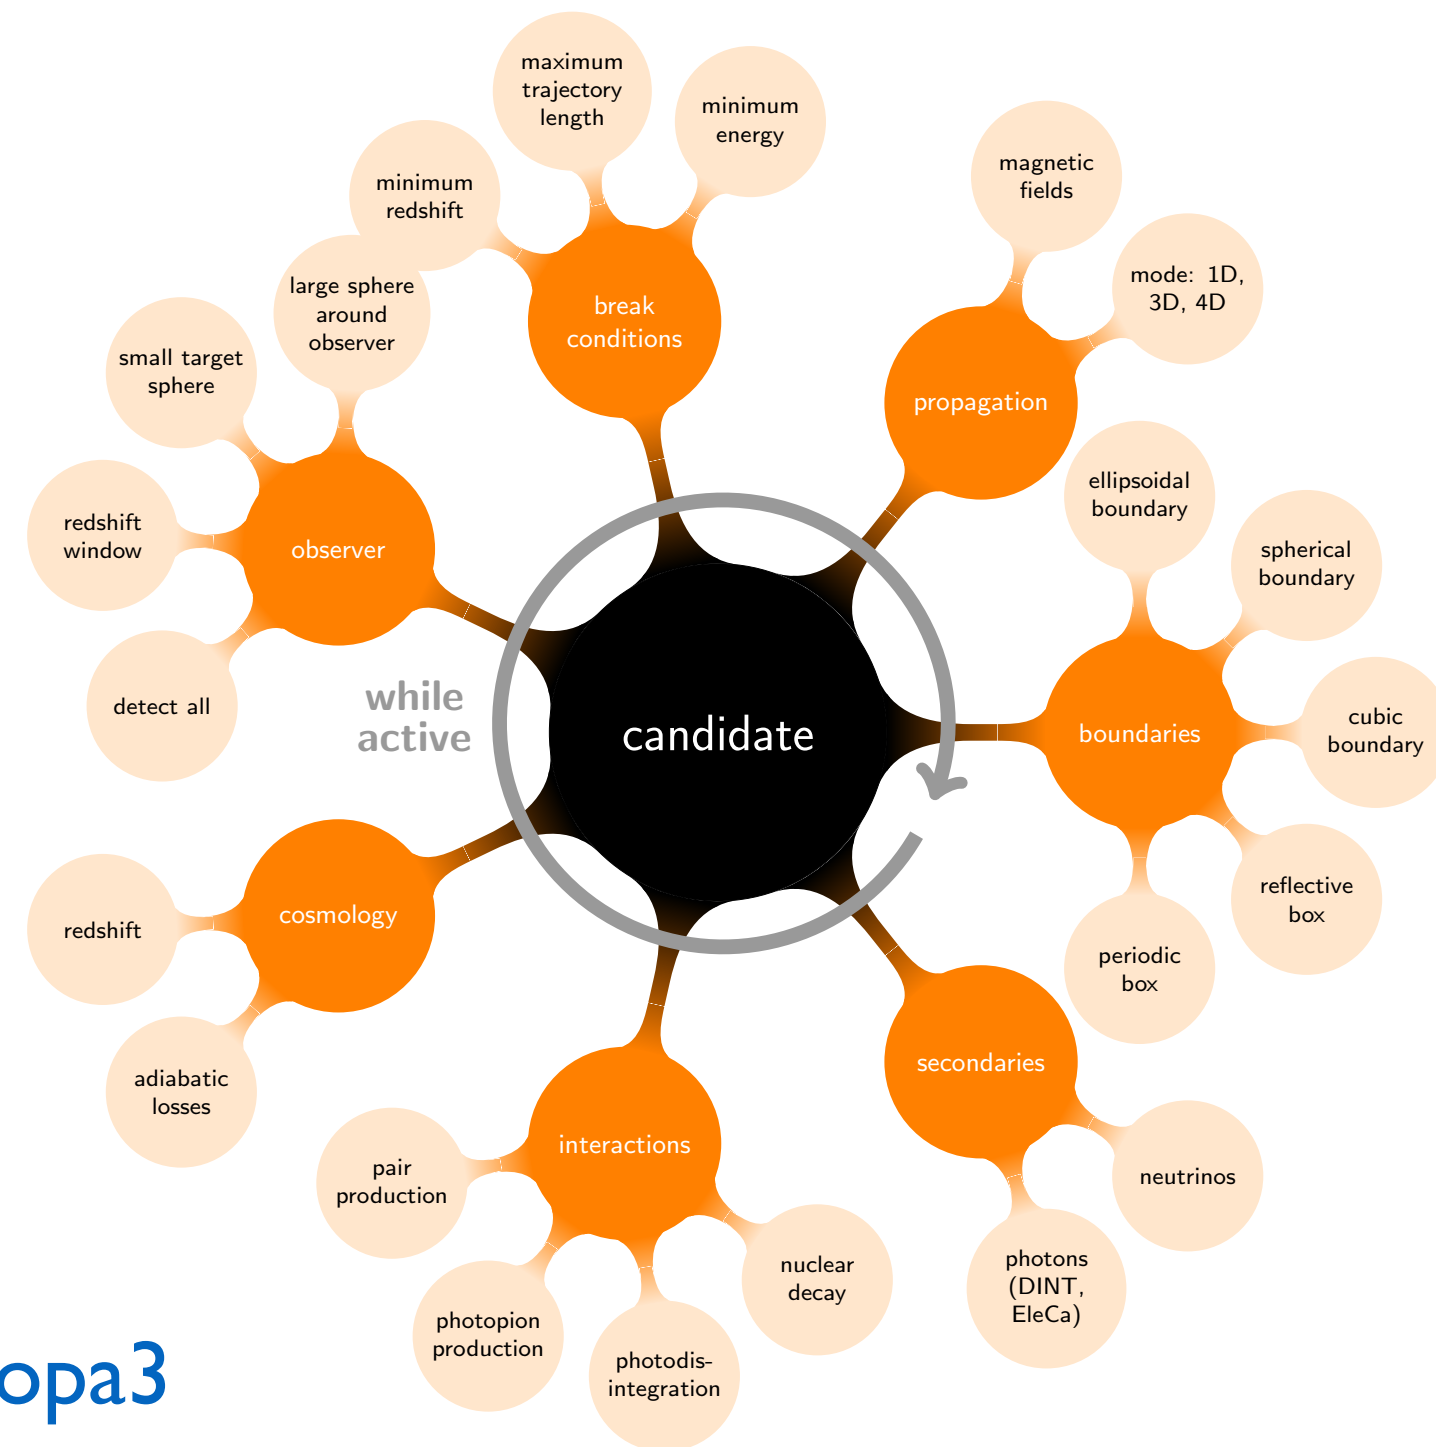 maximum
trajectory
length
minimum
energy
minimum
redshift
break
conditions
magnetic
fields
mode: 1D,
3D, 4D
propagation
large sphere
around
observer
small target
sphere
redshift
window
observer
detect all
ellipsoidal
boundary
spherical
boundary
cubic
boundary
boundaries
reflective
box
periodic
box
while
active
candidate
redshift
cosmology
adiabatic
losses
secondaries
neutrinos
photons
(DINT,
EleCa)
interactions
pair
production
photopion
production
photodis-
integration
nuclear
decay
opa3